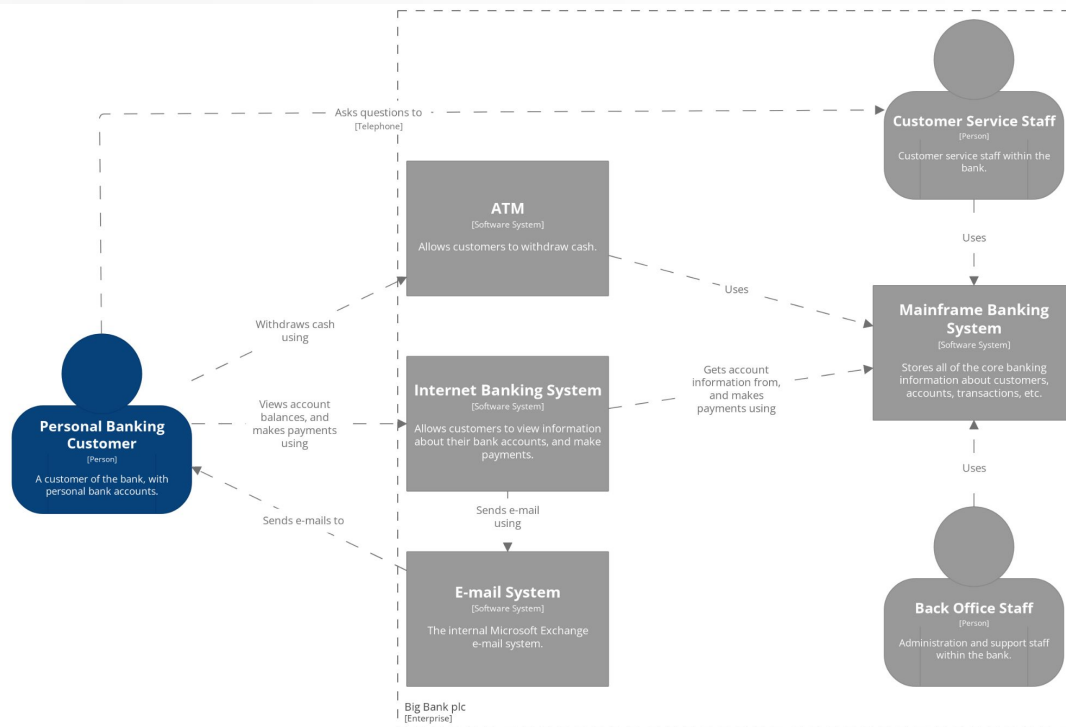 Asks questions to
[Telephone]
Customer Service Staff
[Person]
Customer service staff within the
bank.
ATM
[Software System]
Allows customers to withdraw cash.
Uses
Uses
Withdraws cash
using
Mainframe Banking
System
[Software System]
Stores all of the core banking
information about customers,
accounts, transactions, etc.
Gets account
information from,
and makes
payments using
Internet Banking System
[Software System]
Allows customers to view information
about their bank accounts, and make
payments.
Views account
balances, and
makes payments
using
Personal Banking
Customer
[Person]
A customer of the bank, with
personal bank accounts.
Uses
Sends e-mail
using
Sends e-mails to
E-mail System
[Software System]
The internal Microsoft Exchange
e-mail system.
Back Office Staff
[Person]
Administration and support staff
within the bank.
Big Bank plc
[Enterprise]